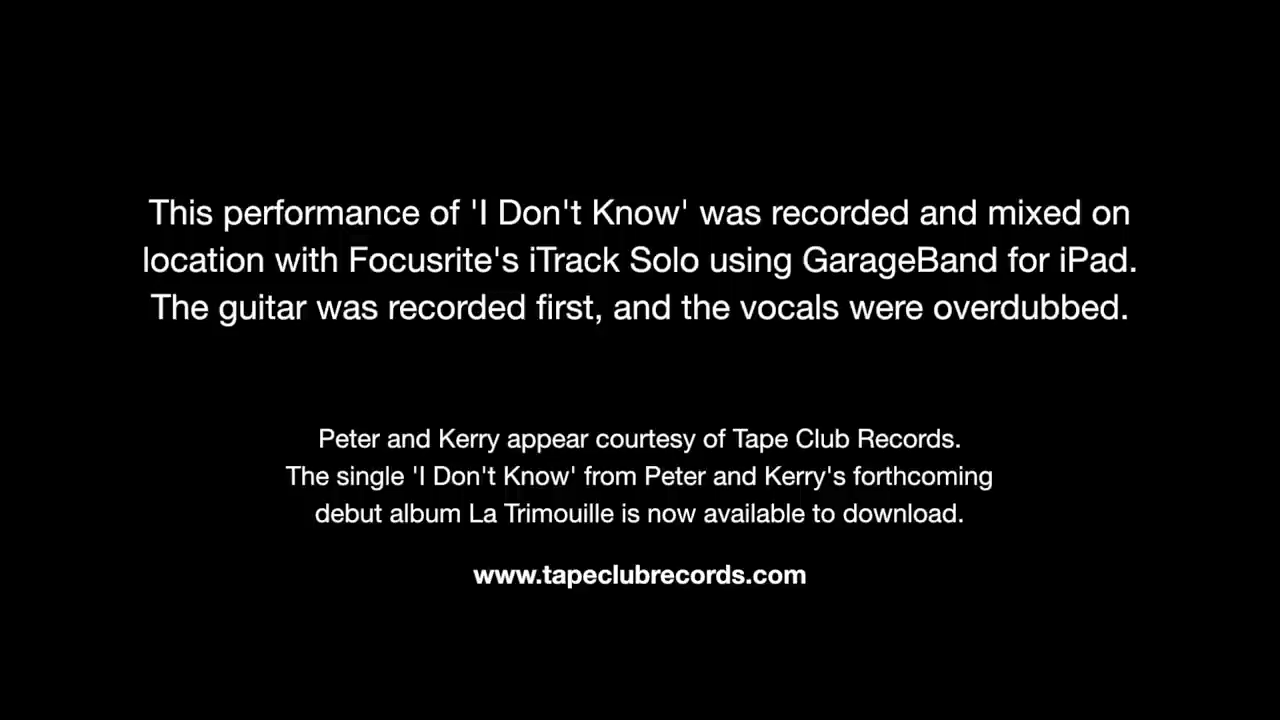 This performance of 'I Don't Know' was recorded and mixed on
location with Focusrite's iTrack Solo using GarageBand for iPad.
The guitar was recorded first, and the vocals were overdubbed.
Peter and Kerry appear courtesy of Tape Club Records.
The single 'I Don't Know' from Peter and Kerry's forthcoming
debut album La Trimouille is now available to download.
www.tapeclubrecords.com